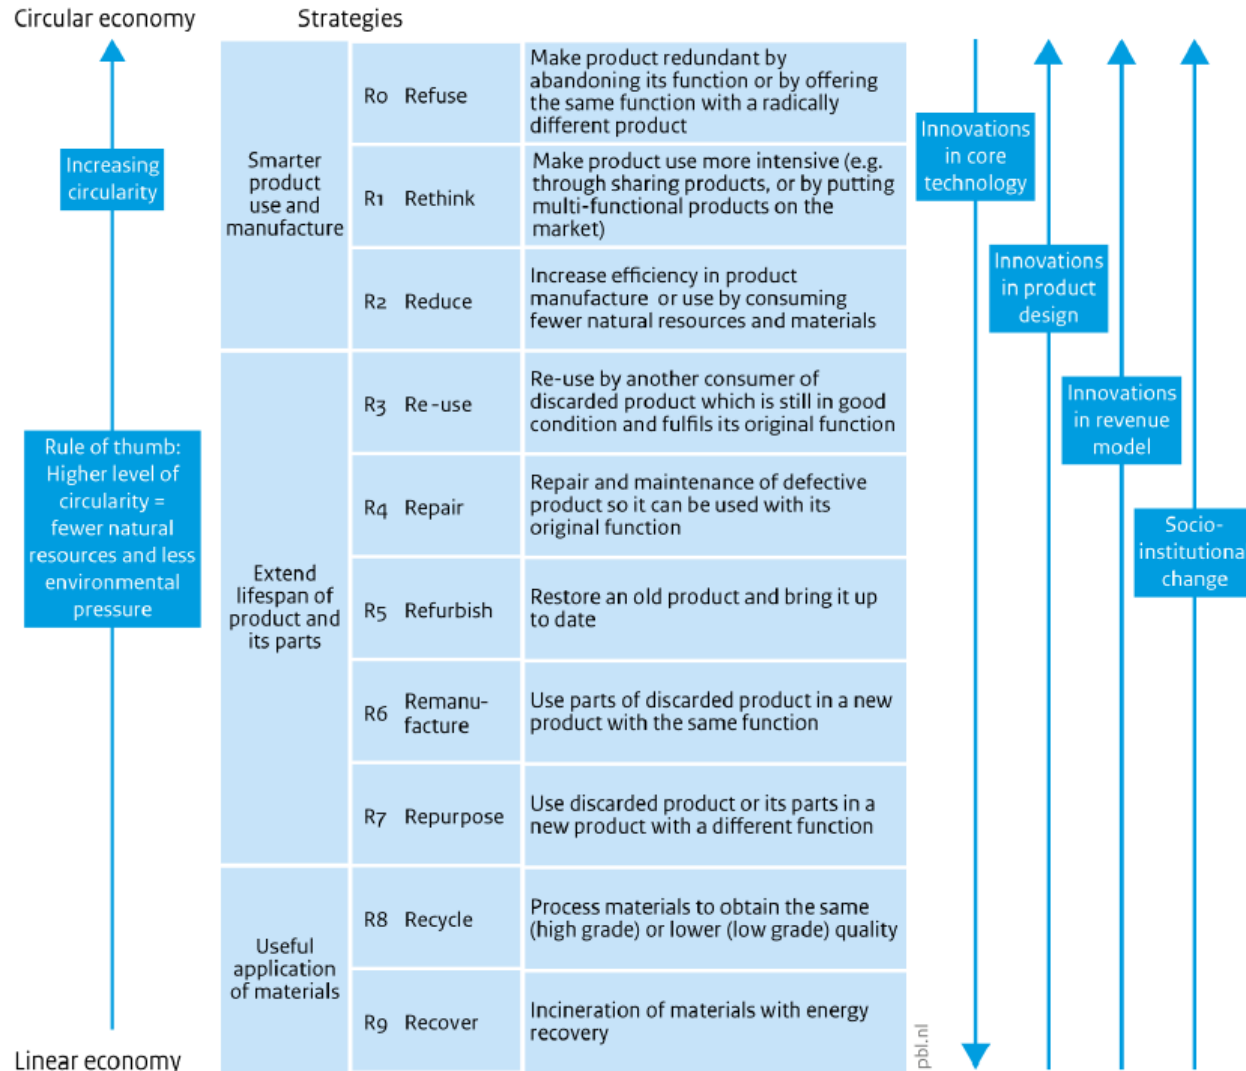 Circular economy
Strategies
Increasing
circularity
Rule of thumb:
Higher level of
circularity =
fewer natural
resources and less
environmental
pressure
Linear economy
Smarter
product
use and
manufacture
R0 Refuse
Make product redundant by
abandoning its function or by offering
the same function with a radically
different product
R1 Rethink
Make product use more intensive (e.g.
through sharing products, or by putting
multi-functional products on the
market)
R2 Reduce
Increase efficiency in product
manufacture or use by consuming
fewer natural resources and materials
Extend
lifespan of
product and
its parts
R3 Re-use
Re-use by another consumer of
discarded product which is still in good
condition and fulfils its original function
R4 Repair
Repair and maintenance of defective
product so it can be used with its
original function
R5 Refurbish
Restore an old product and bring it up
to date
R6 Remanu-
facture
Use parts of discarded product in a new
product with the same function
R7 Repurpose
Use discarded product or its parts in a
new product with a different function
Useful
application
of materials
R8 Recycle
Process materials to obtain the same
(high grade) or lower (low grade) quality
R9 Recover
Incineration of materials with energy
recovery
Innovations
in core
technology
Innovations
in product
design
Innovations
in revenue
model
Socio-
institutional
change
pbl.nl